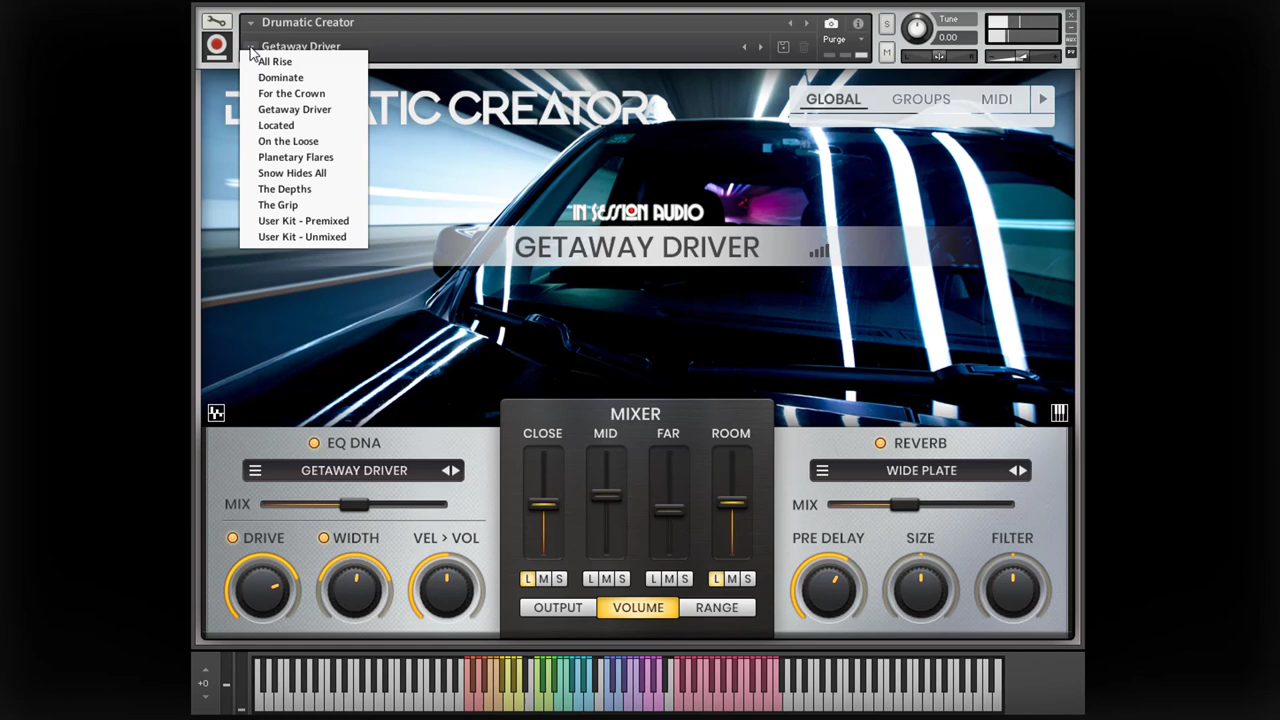 Drumatic Creator
Getaway Driver
Purge
S
M
Tune
0.00
AUX
PV
All Rise
Dominate
For the Crown
Getaway Driver
Located
On the Loose
Planetary Flares
Snow Hides All
The Depths
The Grip
User Kit - Premixed
User Kit - Unmixed
ATIC CREATOR
GLOBAL GROUPS MIDI
IN SESSION AUDIO
GETAWAY DRIVER
EQ DNA
GETAWAY DRIVER
MIX
DRIVE WIDTH VEL > VOL
MIXER
CLOSE MID FAR ROOM
L M S L M S L M S L M S
OUTPUT VOLUME RANGE
REVERB
WIDE PLATE
MIX
PRE DELAY SIZE FILTER
+0